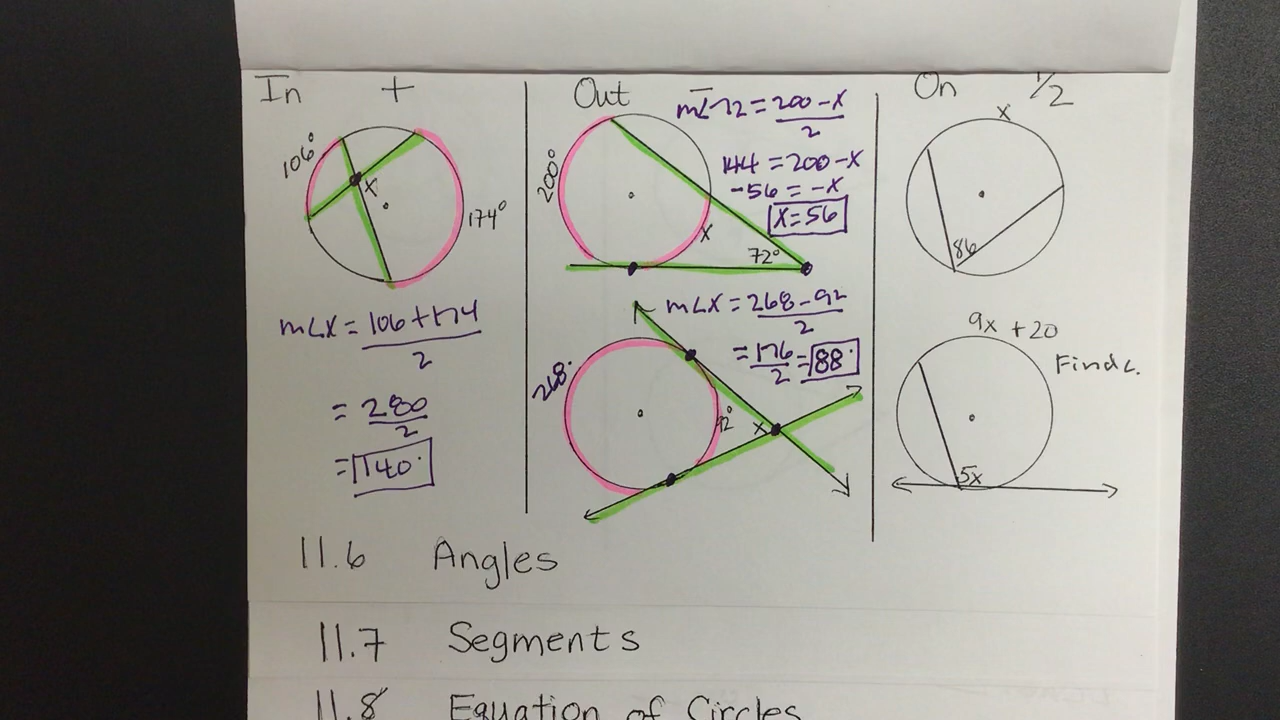 In +
106°
x
174°
m∠x = 106+174
2
= 280
2
= 140°
Out −
m∠72 = 200-x
2
144 = 200-x
-56 = -x
x=56
200°
x
72°
m∠x = 268-92
2
= 176
2
= 88°
268°
92°
x
On 1/2
x
86
9x +20
Find x.
5x
11.6 Angles
11.7 Segments
11.8 Equation of Circles